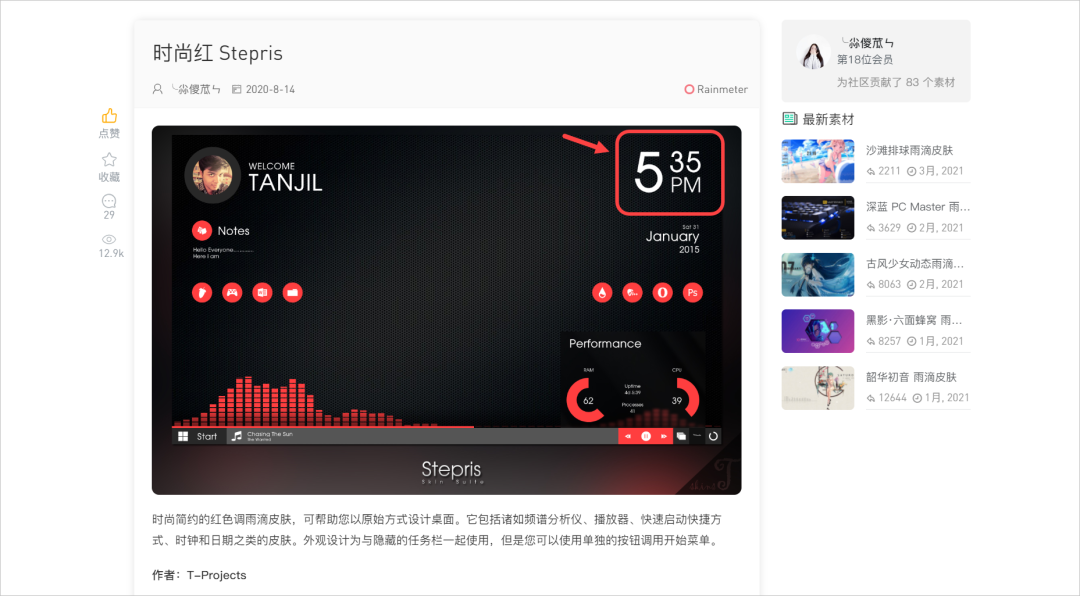 时尚红 Stepris
╰尛傻苽ㄣ 2020-8-14
Rainmeter
点赞
收藏
29
12.9k
WELCOME
TANJIL
5 35
PM
Sat 31
January
2015
Notes
Hello Everyone............
Here I am
Ps
Performance
RAM
62
Uptime
4d 5:39
Processes
CPU
39
Start
Chasing The Sun
The Wanted
Stepris
Skin Suite
时尚简约的红色调雨滴皮肤，可帮助您以原始方式设计桌面。它包括诸如频谱分析仪、播放器、快速启动快捷方
式、时钟和日期之类的皮肤。外观设计为与隐藏的任务栏一起使用，但是您可以使用单独的按钮调用开始菜单。
作者：T-Projects
╰尛傻苽ㄣ
第18位会员
为社区贡献了 83 个素材
最新素材
沙滩排球雨滴皮肤
2211 3月, 2021
深蓝 PC Master 雨...
3629 2月, 2021
古风少女动态雨滴...
8063 2月, 2021
黑影·六面蜂窝 雨...
8257 1月, 2021
韶华初音 雨滴皮肤
12644 1月, 2021